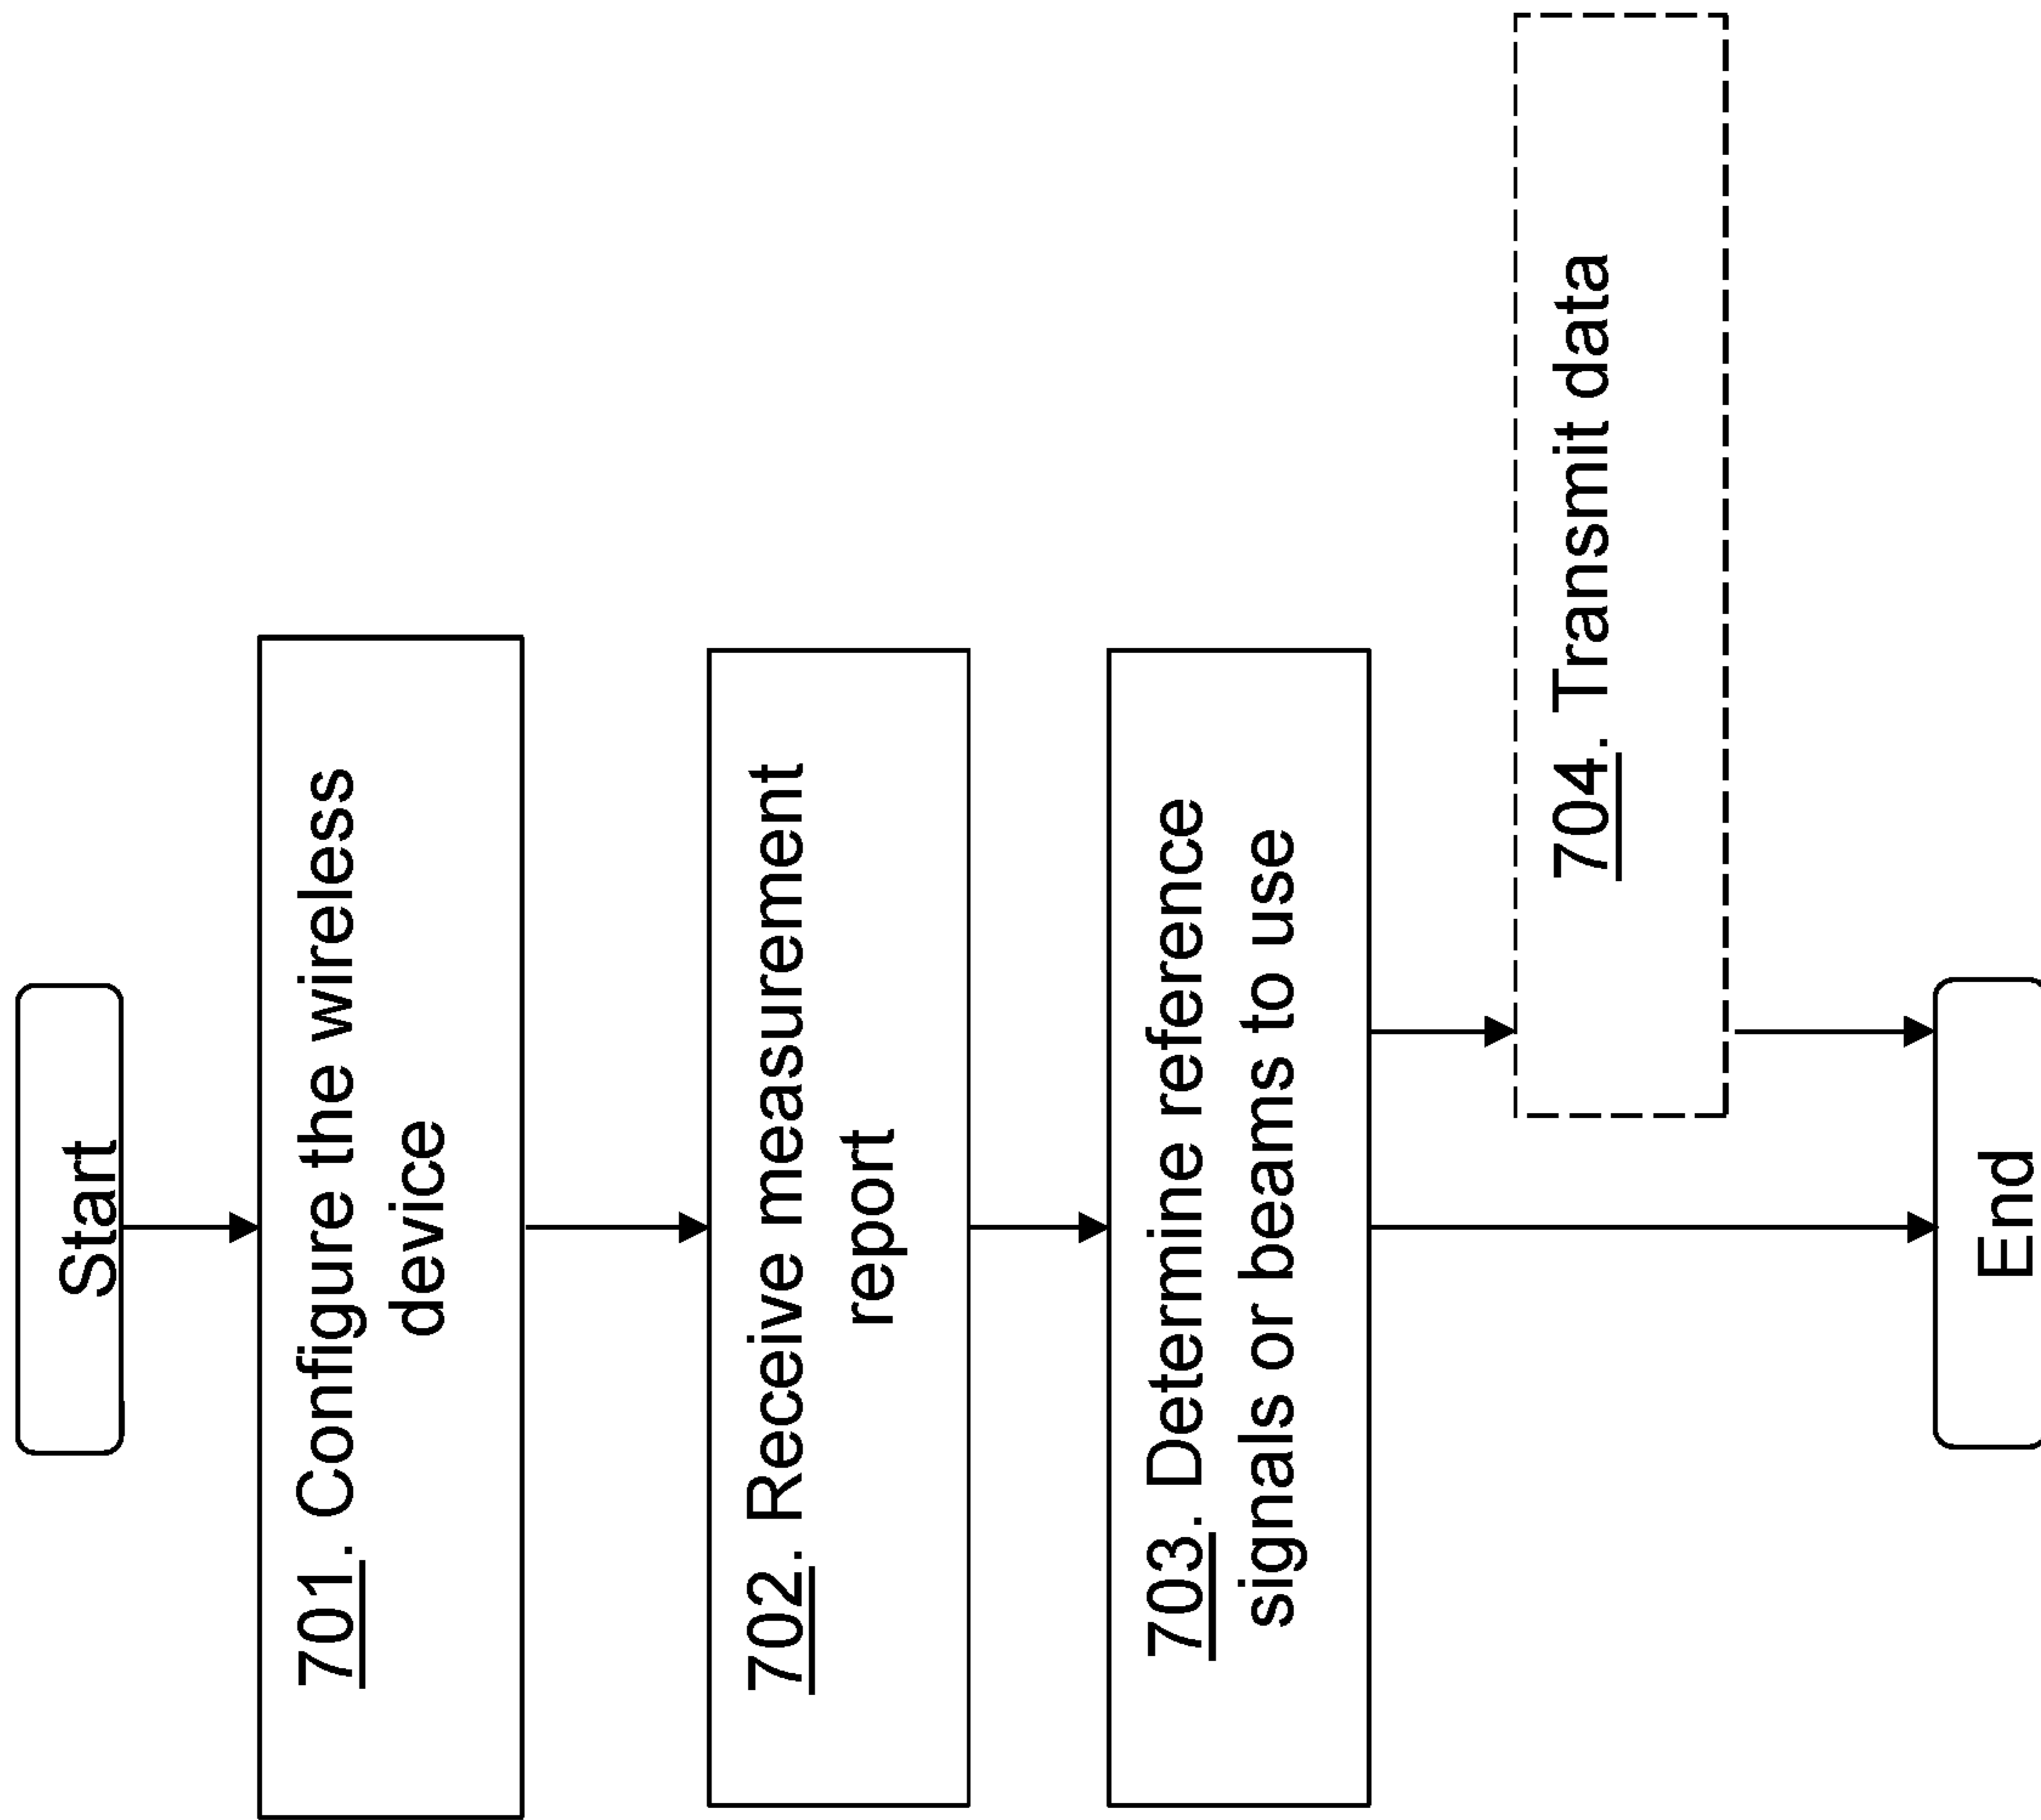 Start
701. Configure the wireless
device
702. Receive measurement
report
703. Determine reference
signals or beams to use
704. Transmit data
End